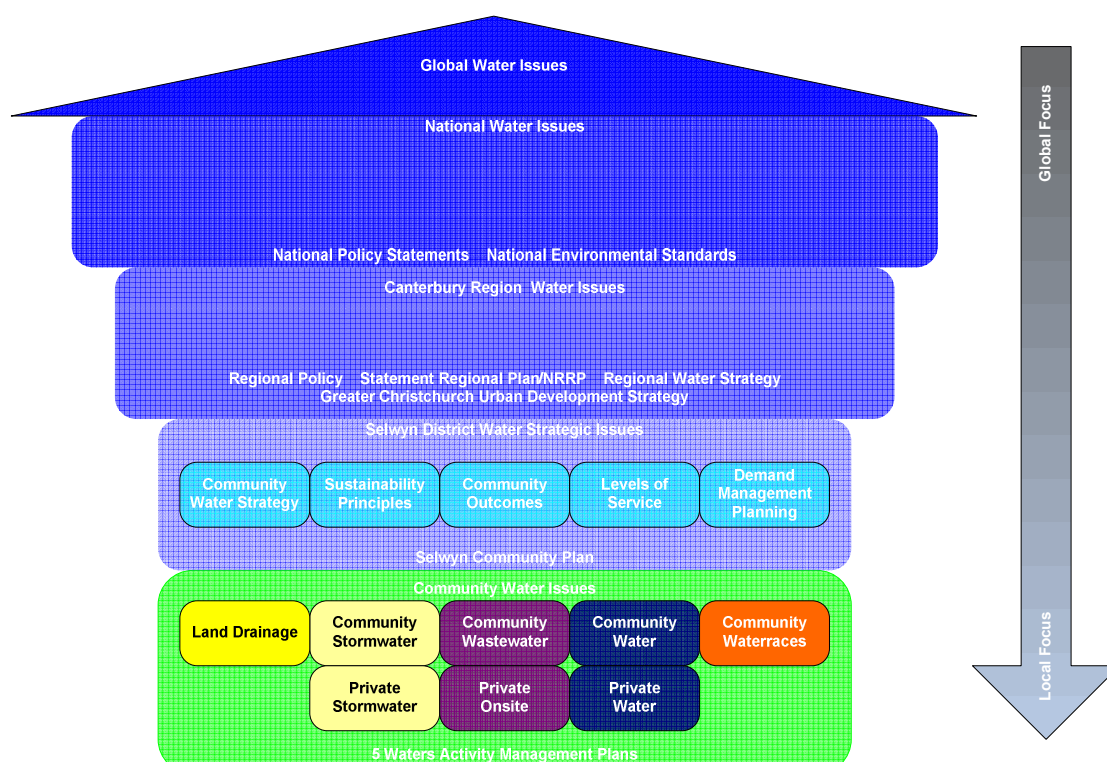 Global Water Issues
National Water Issues
National Policy Statements National Environmental Standards
Canterbury Region Water Issues
Regional Policy Statement Regional Plan/NRRP Regional Water Strategy
Greater Christchurch Urban Development Strategy
Selwyn District Water Strategic Issues
Community
Water Strategy
Sustainability
Principles
Community
Outcomes
Levels of
Service
Demand
Management
Planning
Selwyn Community Plan
Community Water Issues
Land Drainage
Community
Stormwater
Community
Wastewater
Community
Water
Community
Waterraces
Private
Stormwater
Private
Onsite
Private
Water
5 Waters Activity Management Plans
Global Focus
Local Focus